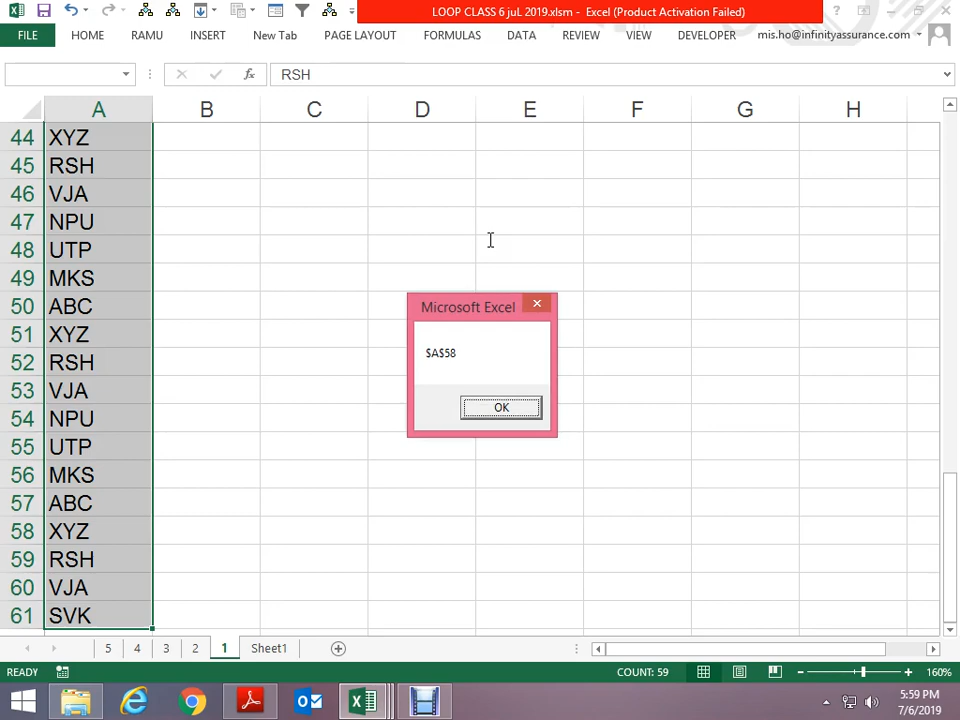 LOOP CLASS 6 juL 2019.xlsm - Excel (Product Activation Failed)
FILE HOME RAMU INSERT New Tab PAGE LAYOUT FORMULAS DATA REVIEW VIEW DEVELOPER mis.ho@infinityassurance.com
fx RSH
A B C D E F G H
44 XYZ
45 RSH
46 VJA
47 NPU
48 UTP
49 MKS
50 ABC
51 XYZ
52 RSH
53 VJA
54 NPU
55 UTP
56 MKS
57 ABC
58 XYZ
59 RSH
60 VJA
61 SVK
Microsoft Excel
$A$58
OK
5 4 3 2 1 Sheet1
READY COUNT: 59 160%
5:59 PM
7/6/2019